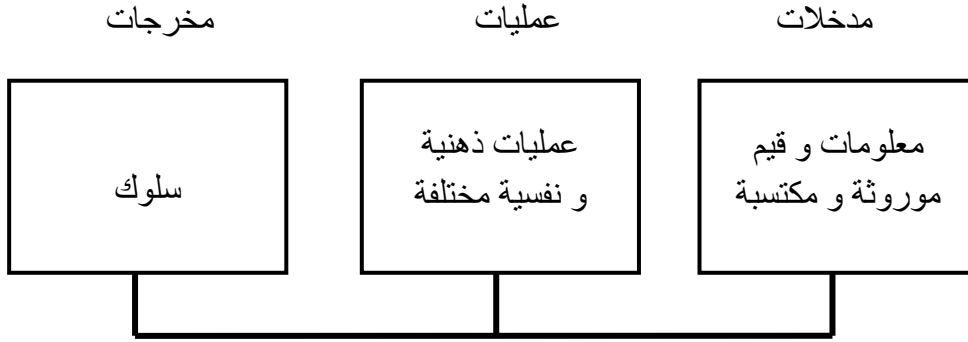 مدخلات
عمليات
مخرجات
معلومات و قيم
موروثة و مكتسبة
عمليات ذهنية
و نفسية مختلفة
سلوك